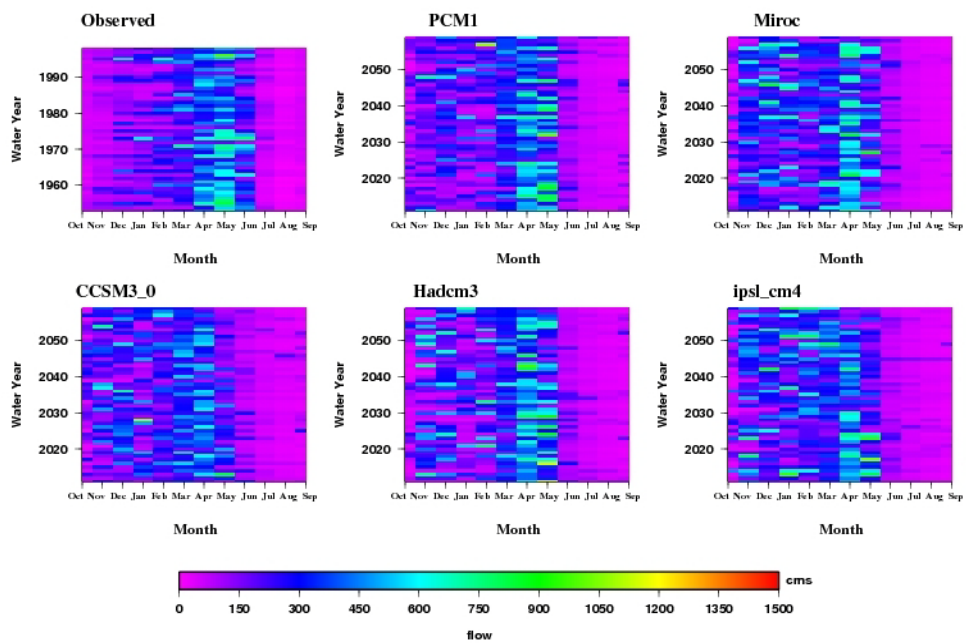 Observed
PCM1
Miroc
Water Year
1990
1980
1970
1960
Oct Nov Dec Jan Feb Mar Apr May Jun Jul Aug Sep
Month
Water Year
2050
2040
2030
2020
Oct Nov Dec Jan Feb Mar Apr May Jun Jul Aug Sep
Month
Water Year
2050
2040
2030
2020
Oct Nov Dec Jan Feb Mar Apr May Jun Jul Aug Sep
Month
CCSM3_0
Hadcm3
ipsl_cm4
Water Year
2050
2040
2030
2020
Oct Nov Dec Jan Feb Mar Apr May Jun Jul Aug Sep
Month
Water Year
2050
2040
2030
2020
Oct Nov Dec Jan Feb Mar Apr May Jun Jul Aug Sep
Month
Water Year
2050
2040
2030
2020
Oct Nov Dec Jan Feb Mar Apr May Jun Jul Aug Sep
Month
cms
0 150 300 450 600 750 900 1050 1200 1350 1500
flow